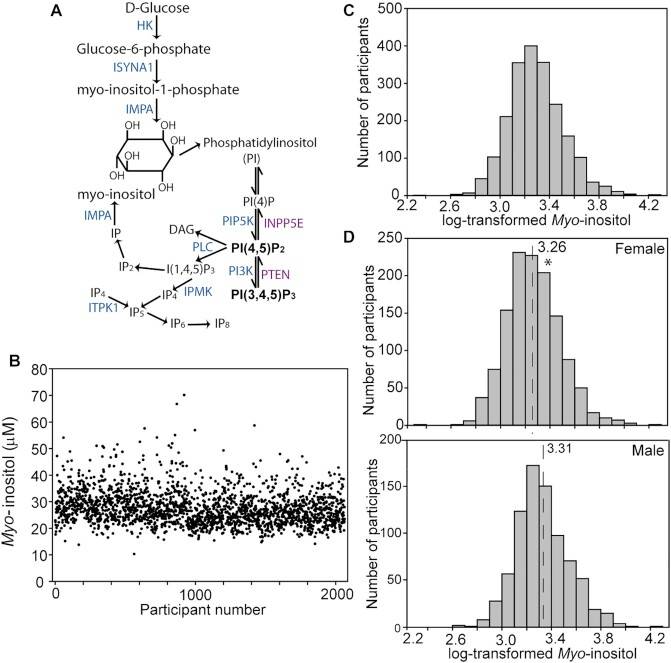 A
D-Glucose
HK
Glucose-6-phosphate
ISYNA1
myo-inositol-1-phosphate
IMPA
OH OH
OH OH
OH
OH
Phosphatidylinositol
(PI)
myo-inositol
PI(4)P
IMPA
PIP5K INPP5E
IP
DAG
PLC
PI(4,5)P2
IP2
I(1,4,5)P3
PI3K PTEN
IP4
IP4
IPMK
PI(3,4,5)P3
ITPK1
IP5
IP6
IP8
B
80
70
60
50
40
30
20
10
0
Myo-inositol (µM)
0 1000 2000
Participant number
C
500
400
300
200
100
0
Number of participants
2.2 2.6 3.0 3.4 3.8 4.2
log-transformed Myo-inositol
D
250
200
150
100
50
0
Number of participants
3.26
Female
*
200
150
100
50
0
Number of participants
3.31
Male
2.2 2.6 3.0 3.4 3.8 4.2
log-transformed Myo-inositol